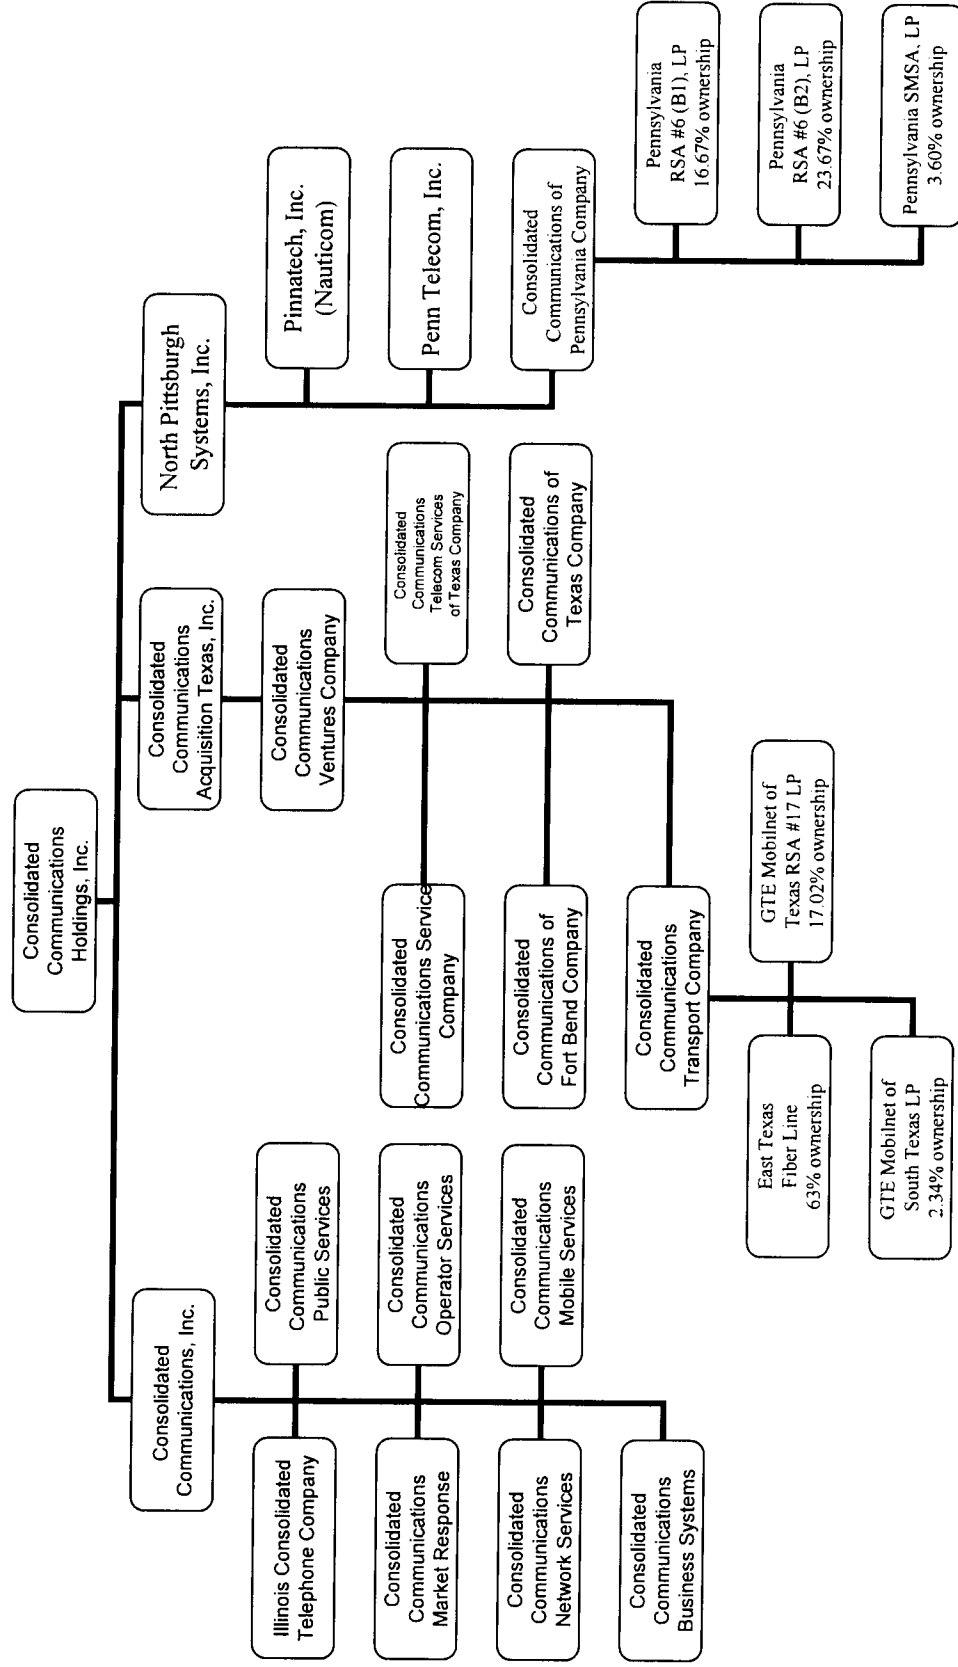 Consolidated
Communications
Holdings, Inc.
Consolidated
Communications, Inc.
Consolidated
Communications
Acquisition Texas, Inc.
North Pittsburgh
Systems, Inc.
Illinois Consolidated
Telephone Company
Consolidated
Communications
Public Services
Consolidated
Communications
Market Response
Consolidated
Communications
Operator Services
Consolidated
Communications
Network Services
Consolidated
Communications
Mobile Services
Consolidated
Communications
Business Systems
Consolidated
Communications
Ventures Company
Consolidated
Communications Service
Company
Consolidated
Communications
Telecom Services
of Texas Company
Consolidated
Communications of
Fort Bend Company
Consolidated
Communications of
Texas Company
Consolidated
Communications
Transport Company
East Texas
Fiber Line
63% ownership
GTE Mobilnet of
Texas RSA #17 LP
17.02% ownership
GTE Mobilnet of
South Texas LP
2.34% ownership
Pinnatech, Inc.
(Nauticom)
Penn Telecom, Inc.
Consolidated
Communications of
Pennsylvania Company
Pennsylvania
RSA #6 (B1), LP
16.67% ownership
Pennsylvania
RSA #6 (B2), LP
23.67% ownership
Pennsylvania SMSA, LP
3.60% ownership